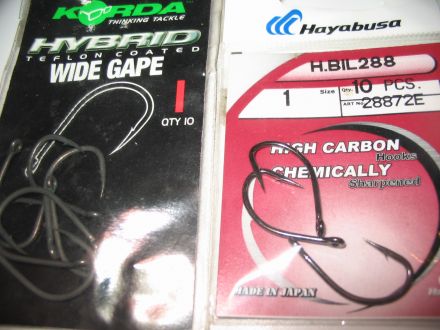 KORDA
THINKING TACKLE
HYBRID
TEFLON COATED
WIDE GAPE
1
QTY 10
Hayabusa
H.BIL288
1 Size Qty. 10 PCS.
ART No. 28872E
HIGH CARBON
Hooks
CHEMICALLY
Sharpened
MADE IN JAPAN